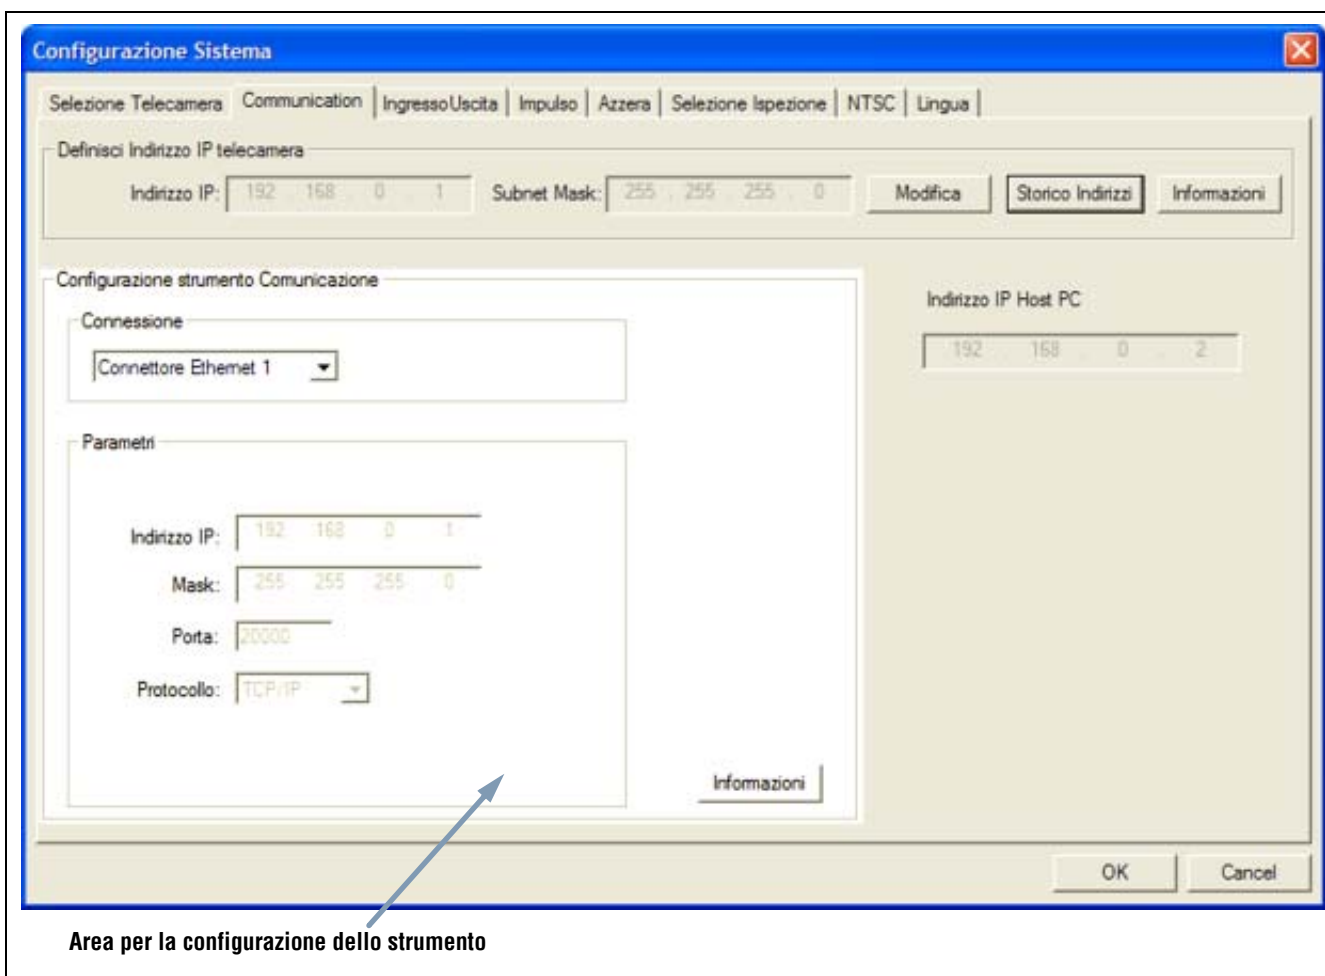 Configurazione Sistema
Selezione Telecamera Communication IngressoUscita Impulso Azzera Selezione Ispezione NTSC Lingua
Definisci Indirizzo IP telecamera
Indirizzo IP: 192 . 168 . 0 . 1 Subnet Mask: 255 . 255 . 255 . 0 Modifica Storico Indirizzi Informazioni
Configurazione strumento Comunicazione
Indirizzo IP Host PC
Connessione
192 . 168 . 0 . 2
Connettore Ethernet 1
Parametri
Indirizzo IP: 192 168 0 1
Mask: 255 255 255 0
Porta: 20000
Protocollo: TCP/IP
Informazioni
OK Cancel
Area per la configurazione dello strumento